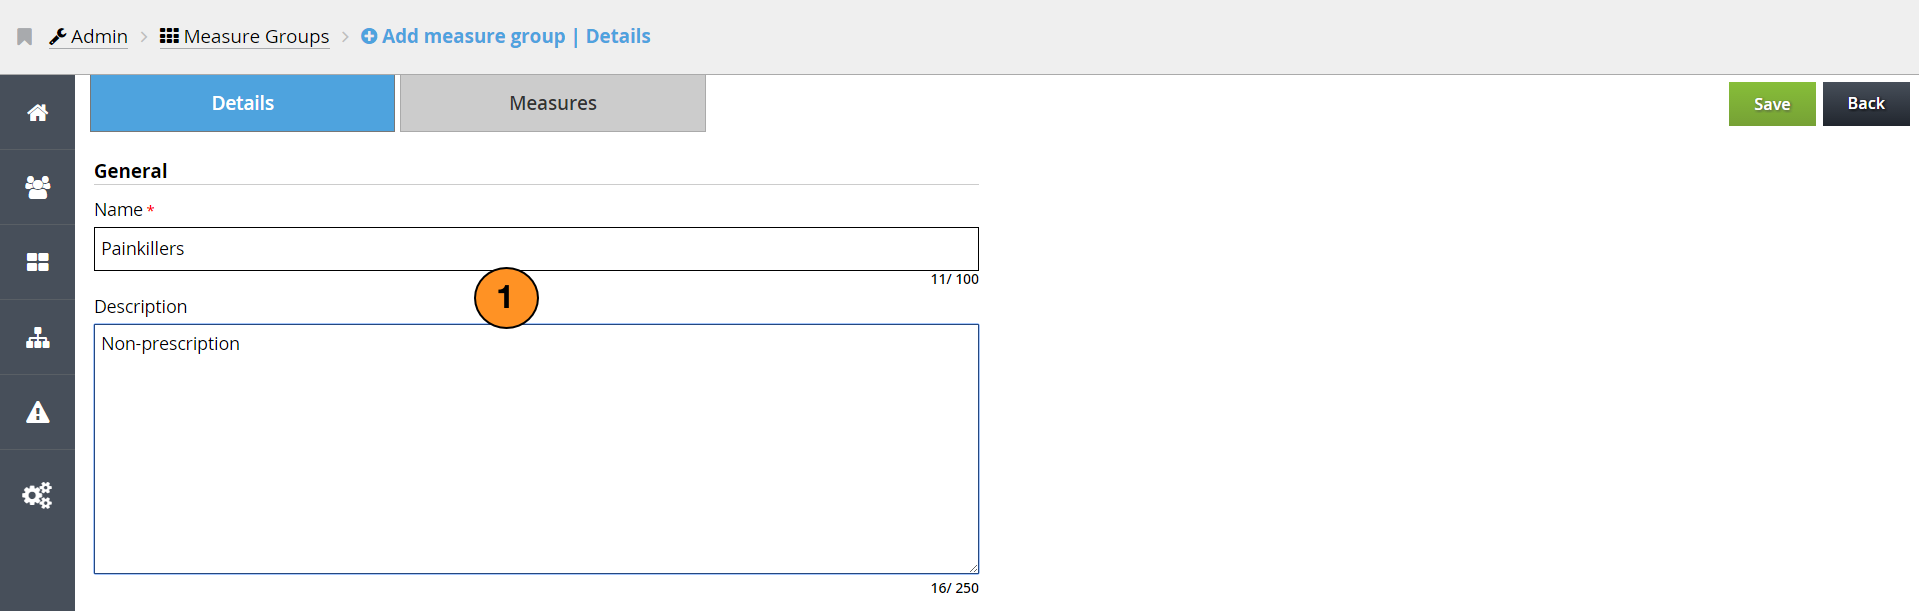 Admin > Measure Groups > Add measure group | Details
Details
Measures
Save
Back
General
Name *
Painkillers
11/ 100
1
Description
Non-prescription
16/ 250